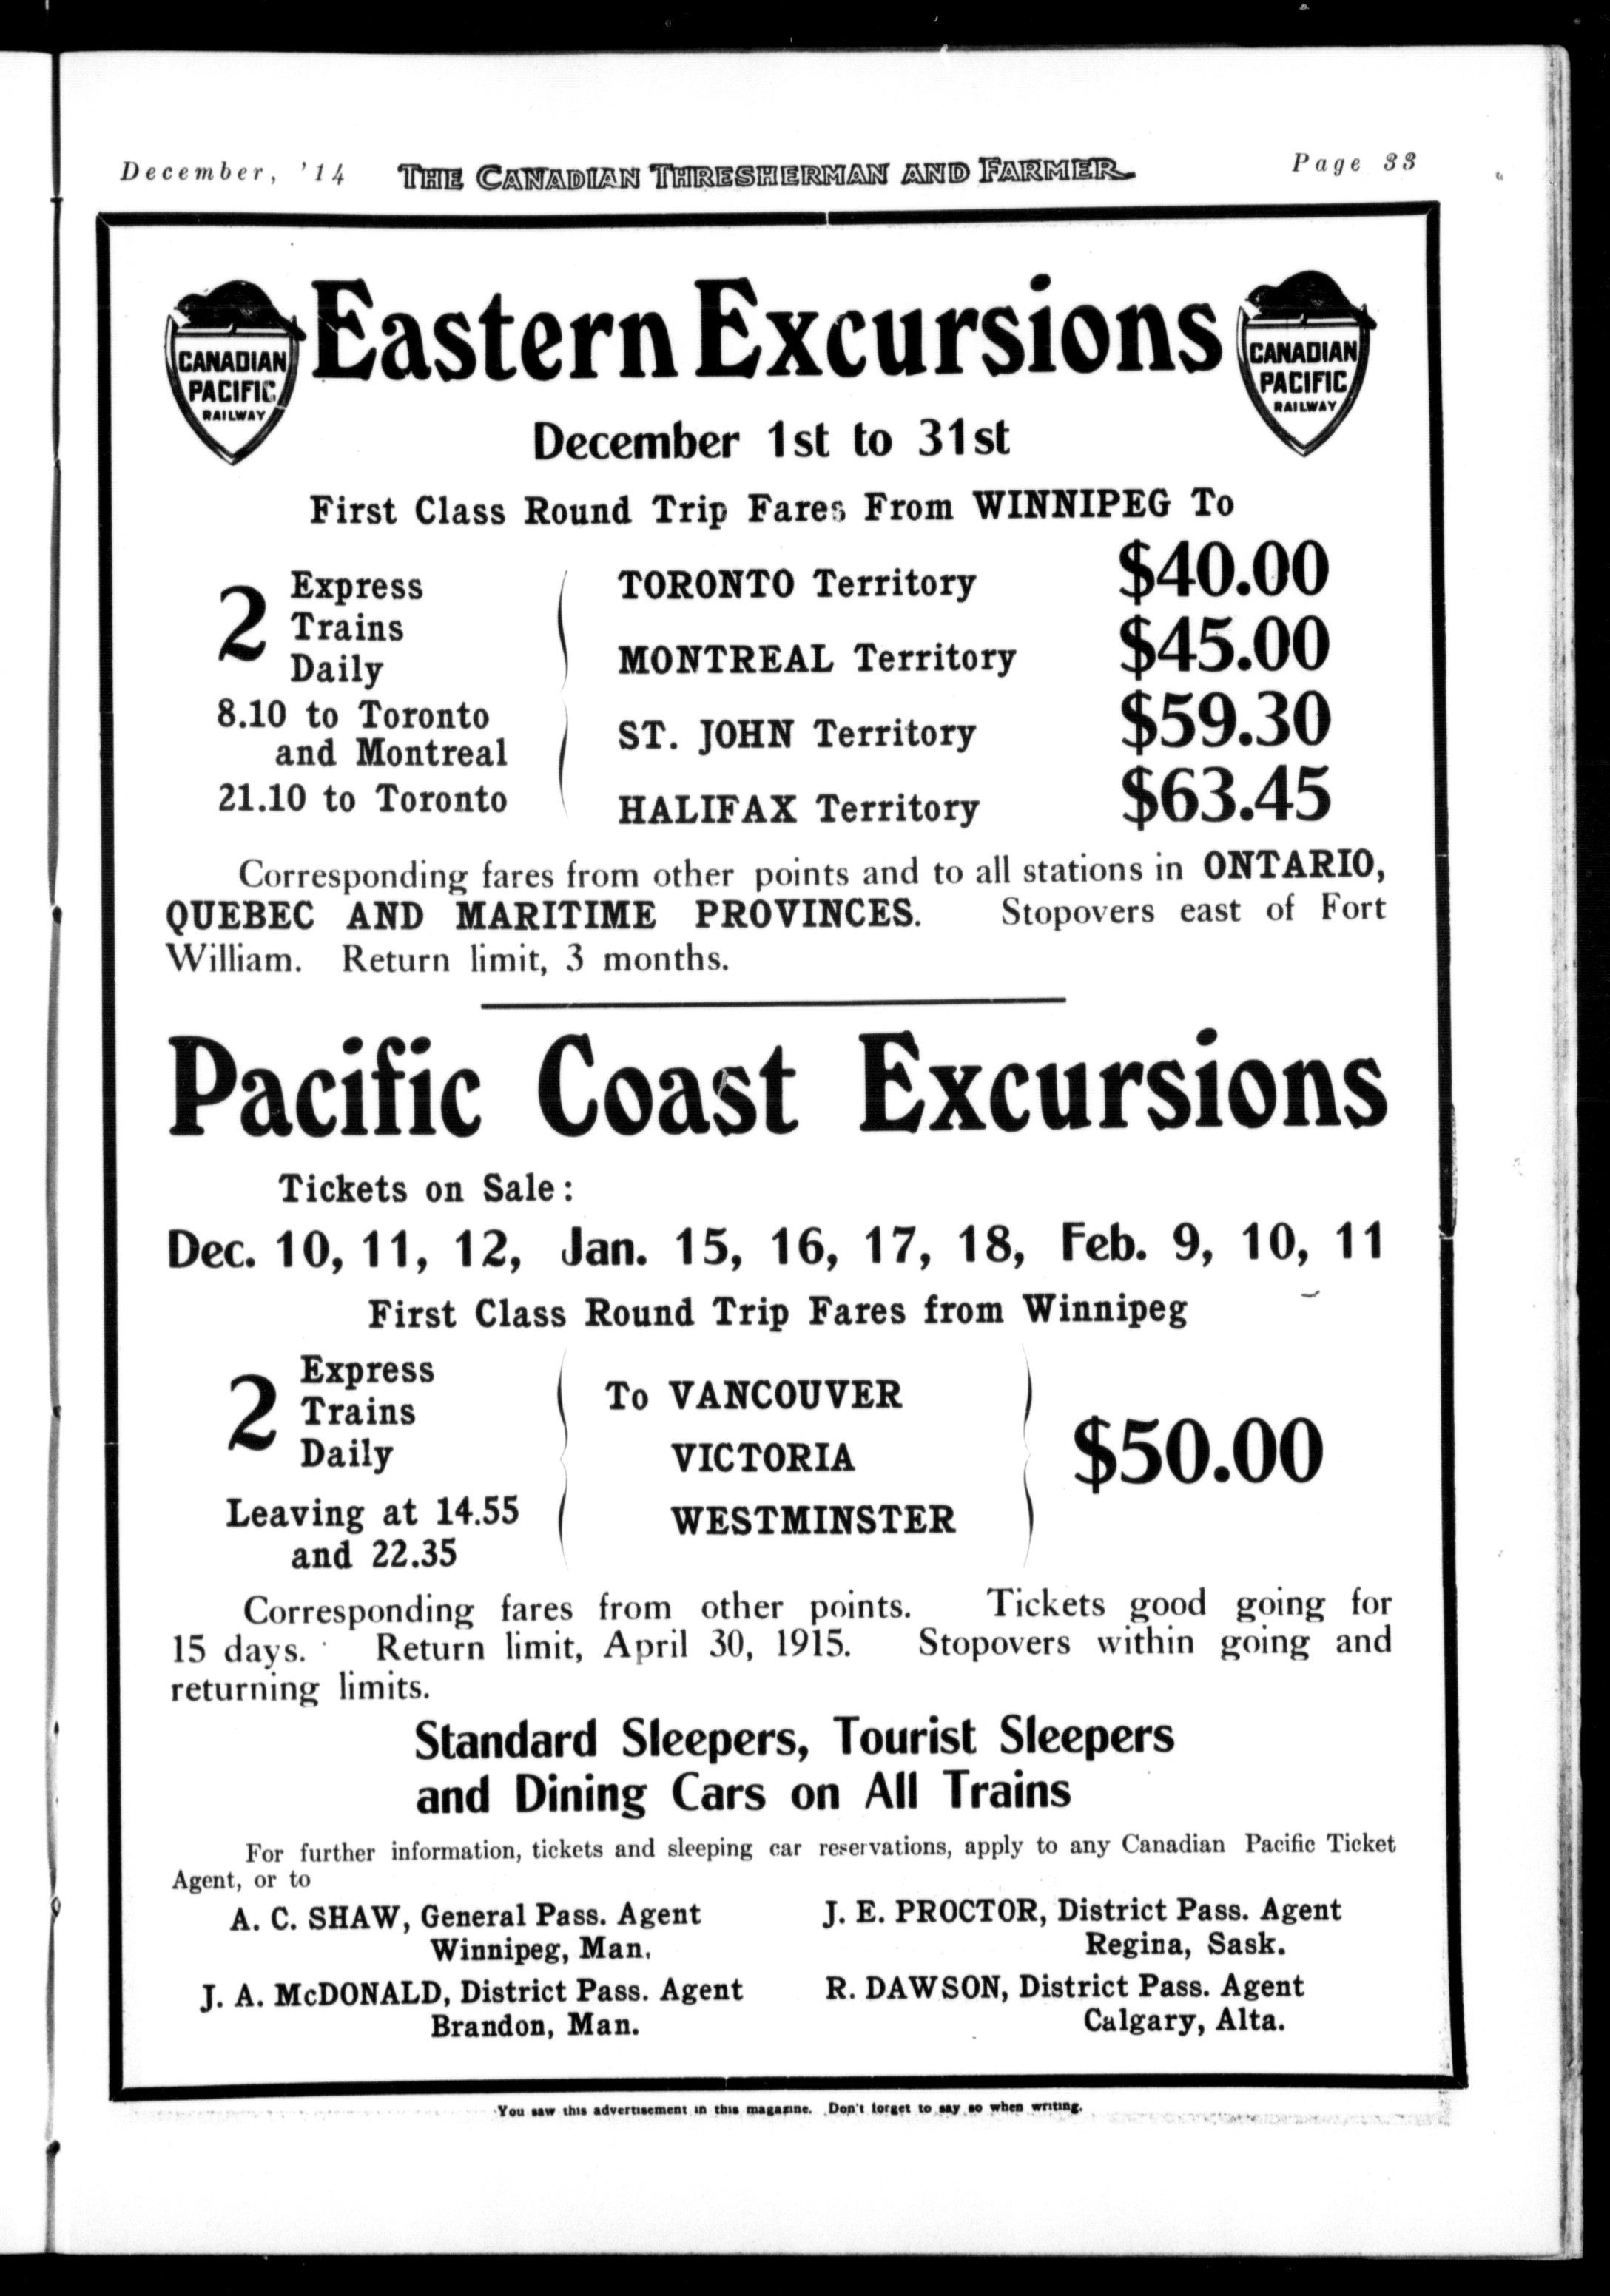 December, '14 THE CANADIAN THRESHERMAN AND FARMER Page 33
CANADIAN
PACIFIC
RAILWAY
Eastern Excursions
CANADIAN
PACIFIC
RAILWAY
December 1st to 31st
First Class Round Trip Fares From WINNIPEG To
2 Express
Trains
Daily
8.10 to Toronto
and Montreal
21.10 to Toronto
TORONTO Territory $40.00
MONTREAL Territory $45.00
ST. JOHN Territory $59.30
HALIFAX Territory $63.45
Corresponding fares from other points and to all stations in ONTARIO,
QUEBEC AND MARITIME PROVINCES. Stopovers east of Fort
William. Return limit, 3 months.
Pacific Coast Excursions
Tickets on Sale:
Dec. 10, 11, 12, Jan. 15, 16, 17, 18, Feb. 9, 10, 11
First Class Round Trip Fares from Winnipeg
2 Express
Trains
Daily
Leaving at 14.55
and 22.35
To VANCOUVER
VICTORIA
WESTMINSTER
$50.00
Corresponding fares from other points. Tickets good going for
15 days. Return limit, April 30, 1915. Stopovers within going and
returning limits.
Standard Sleepers, Tourist Sleepers
and Dining Cars on All Trains
For further information, tickets and sleeping car reservations, apply to any Canadian Pacific Ticket
Agent, or to
A. C. SHAW, General Pass. Agent
Winnipeg, Man.
J. E. PROCTOR, District Pass. Agent
Regina, Sask.
J. A. McDONALD, District Pass. Agent
Brandon, Man.
R. DAWSON, District Pass. Agent
Calgary, Alta.
You saw this advertisement in this magazine. Don't forget to say so when writing.